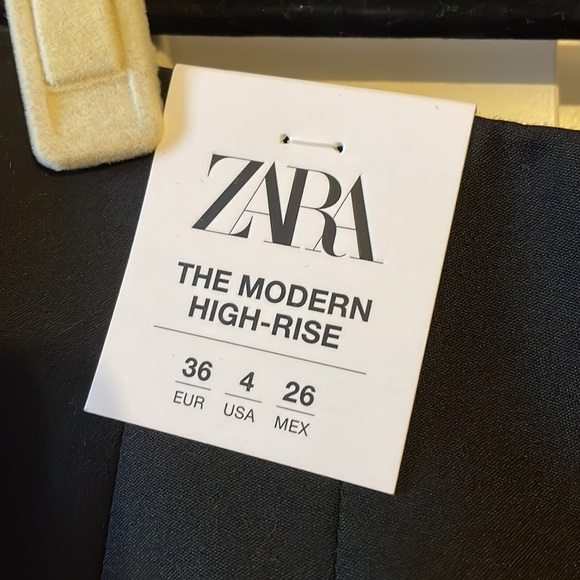 ZARA
THE MODERN
HIGH-RISE
36 4 26
EUR USA MEX